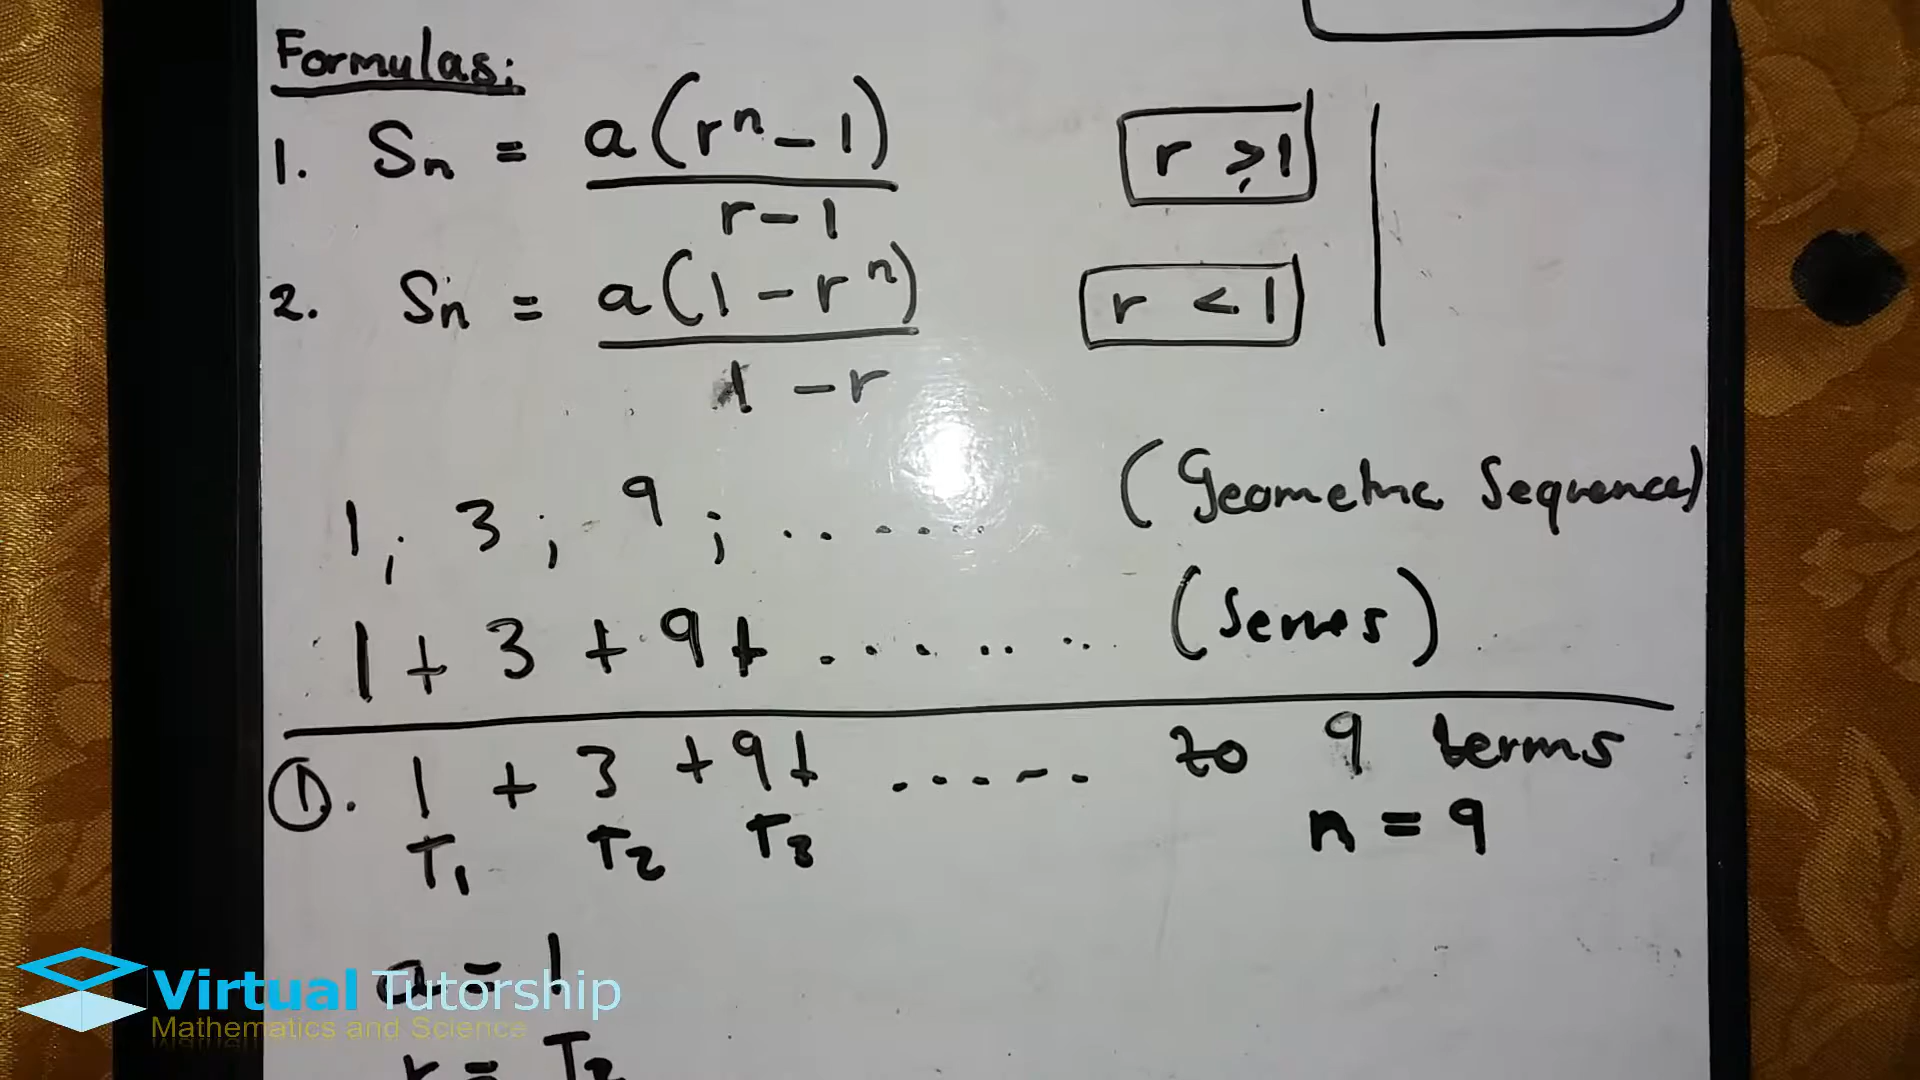 Formulas:
1. Sn = a(rⁿ - 1) / r - 1   r ⩾ 1
2. Sn = a(1 - rⁿ) / 1 - r   r < 1
1 ; 3 ; 9 ; ....... (Geometric Sequence)
1 + 3 + 9 + ....... (Series)
①. 1 + 3 + 9 + ...... to 9 terms
T₁ T₂ T₃ n = 9
a = 1
r = T₂
Virtual Tutorship
Mathematics and Science